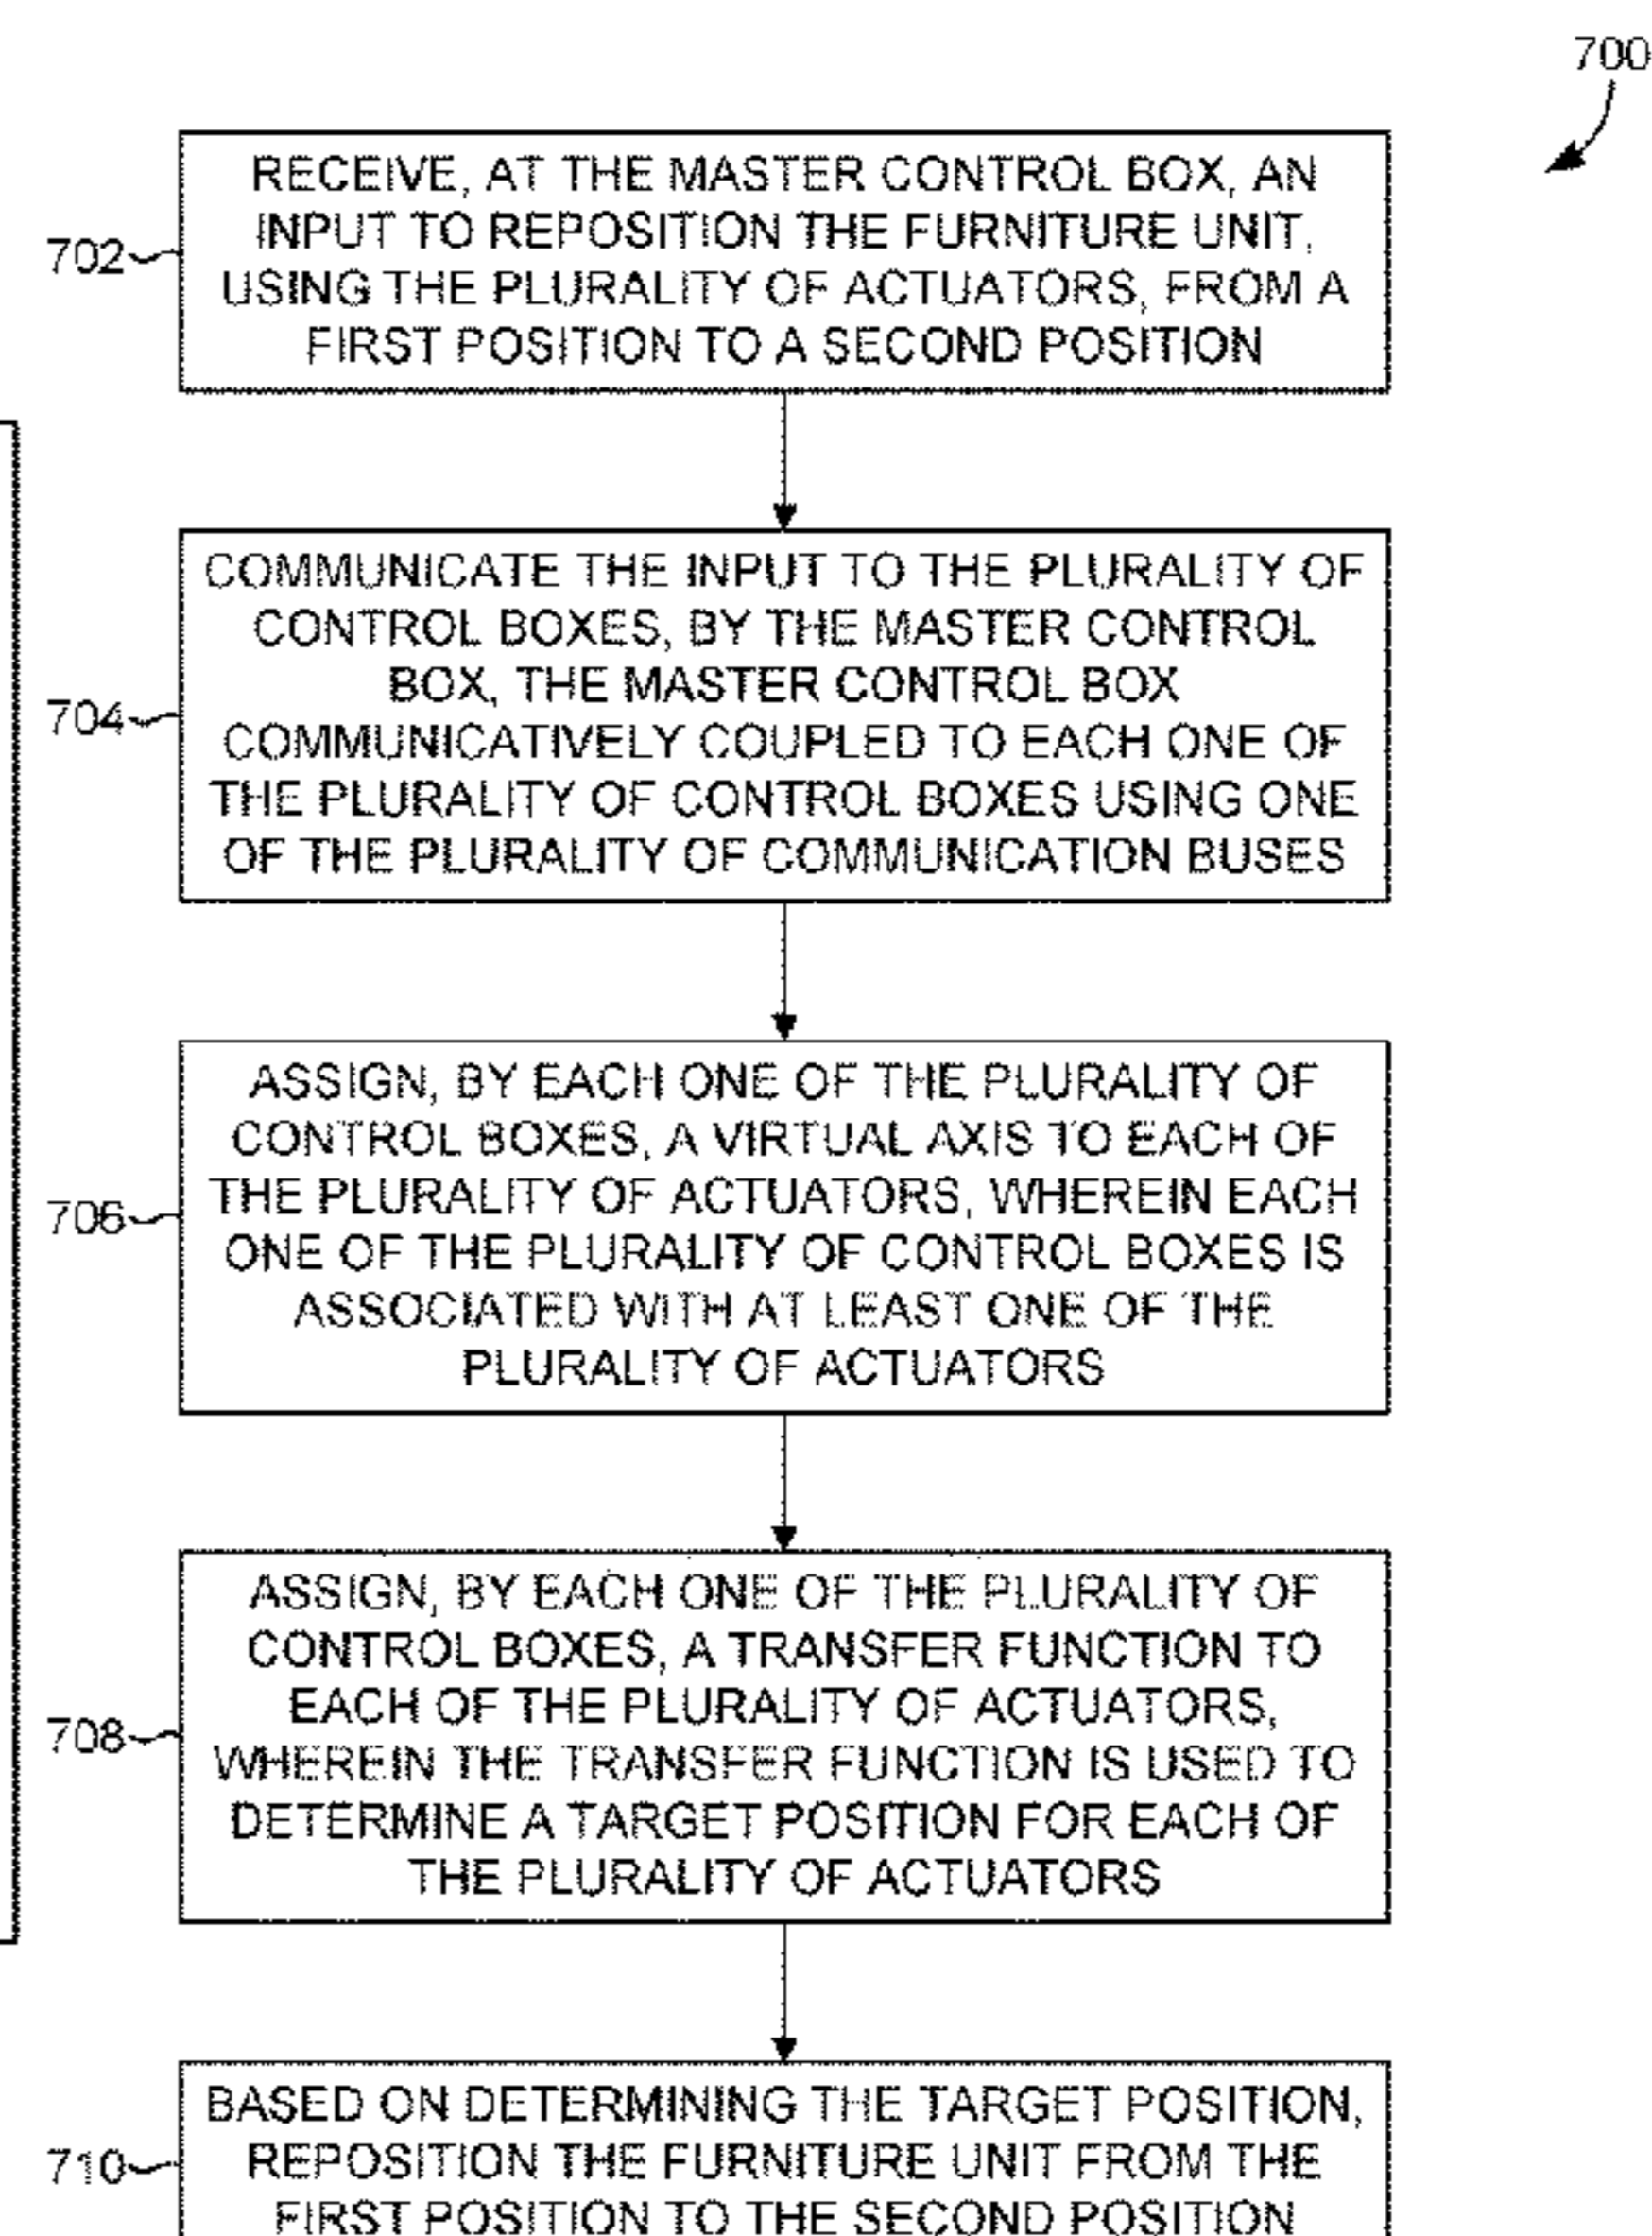 700
702
RECEIVE, AT THE MASTER CONTROL BOX, AN
INPUT TO REPOSITION THE FURNITURE UNIT,
USING THE PLURALITY OF ACTUATORS, FROM A
FIRST POSITION TO A SECOND POSITION
704
COMMUNICATE THE INPUT TO THE PLURALITY OF
CONTROL BOXES, BY THE MASTER CONTROL
BOX, THE MASTER CONTROL BOX
COMMUNICATIVELY COUPLED TO EACH ONE OF
THE PLURALITY OF CONTROL BOXES USING ONE
OF THE PLURALITY OF COMMUNICATION BUSES
706
ASSIGN, BY EACH ONE OF THE PLURALITY OF
CONTROL BOXES, A VIRTUAL AXIS TO EACH OF
THE PLURALITY OF ACTUATORS, WHEREIN EACH
ONE OF THE PLURALITY OF CONTROL BOXES IS
ASSOCIATED WITH AT LEAST ONE OF THE
PLURALITY OF ACTUATORS
708
ASSIGN, BY EACH ONE OF THE PLURALITY OF
CONTROL BOXES, A TRANSFER FUNCTION TO
EACH OF THE PLURALITY OF ACTUATORS,
WHEREIN THE TRANSFER FUNCTION IS USED TO
DETERMINE A TARGET POSITION FOR EACH OF
THE PLURALITY OF ACTUATORS
710
BASED ON DETERMINING THE TARGET POSITION,
REPOSITION THE FURNITURE UNIT FROM THE
FIRST POSITION TO THE SECOND POSITION